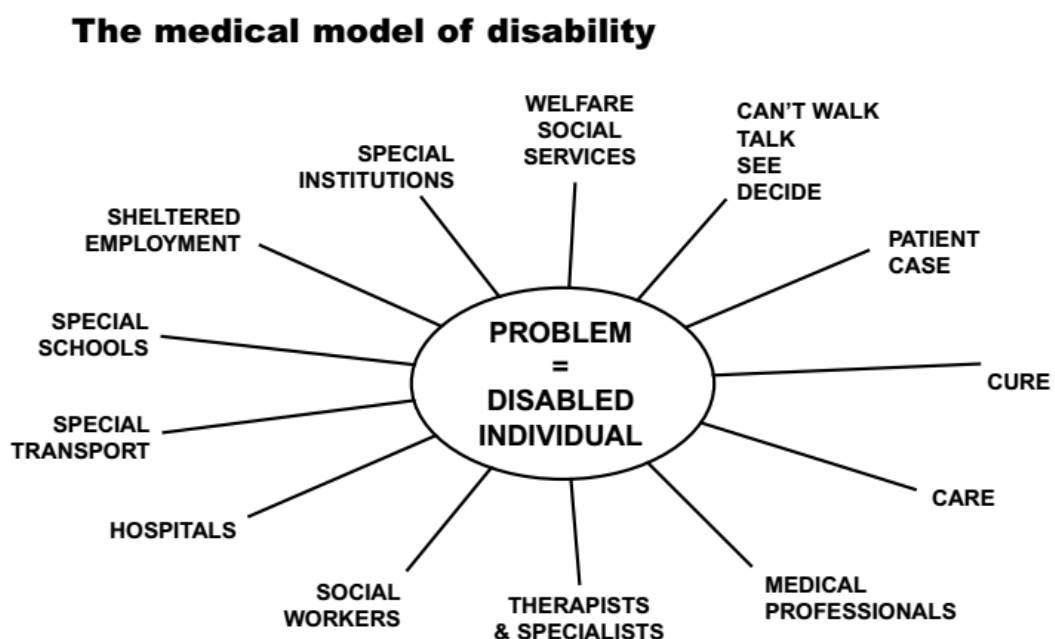 The medical model of disability
WELFARE
SOCIAL
SERVICES
CAN'T WALK
TALK
SEE
DECIDE
PATIENT
CASE
CURE
CARE
MEDICAL
PROFESSIONALS
THERAPISTS
& SPECIALISTS
SOCIAL
WORKERS
HOSPITALS
SPECIAL
TRANSPORT
SPECIAL
SCHOOLS
SHELTERED
EMPLOYMENT
SPECIAL
INSTITUTIONS
PROBLEM
=
DISABLED
INDIVIDUAL